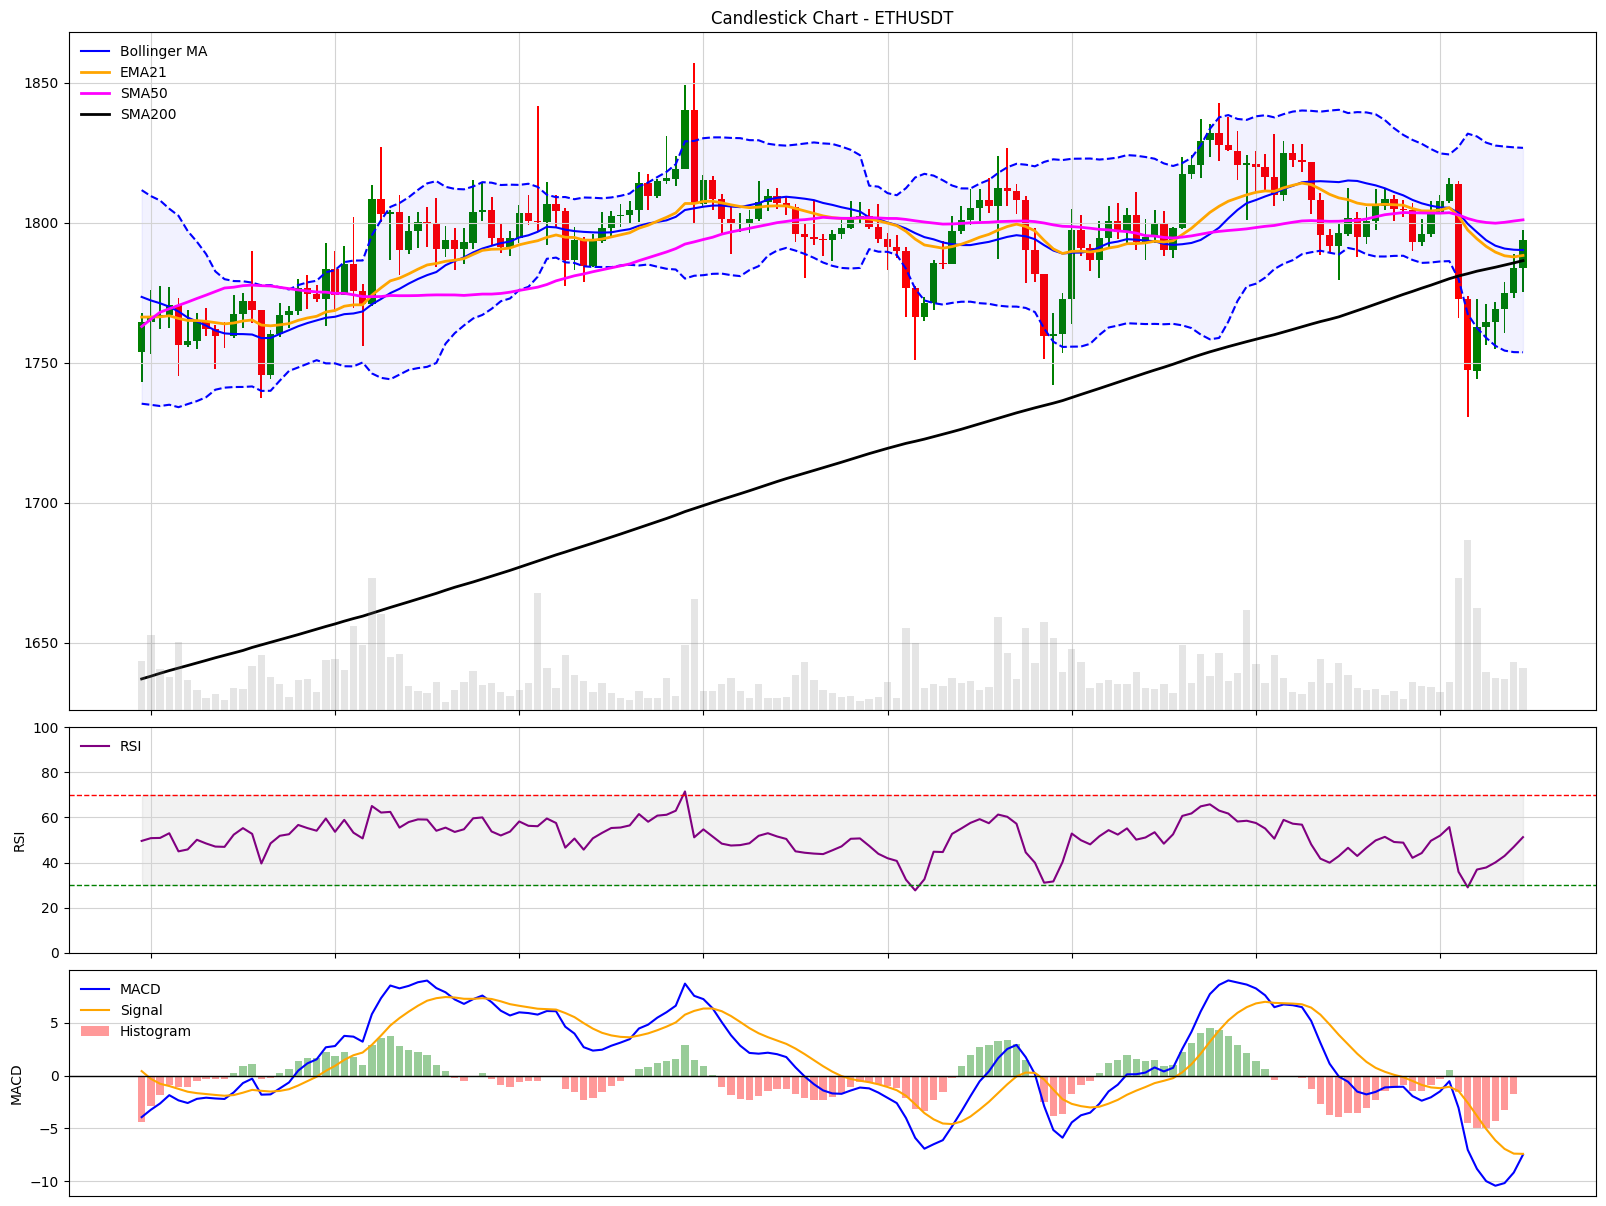 Candlestick Chart - ETHUSDT
Bollinger MA
EMA21
SMA50
SMA200
1850
1800
1750
1700
1650
RSI
RSI
100
80
60
40
20
0
MACD
Signal
Histogram
MACD
5
0
−5
−10